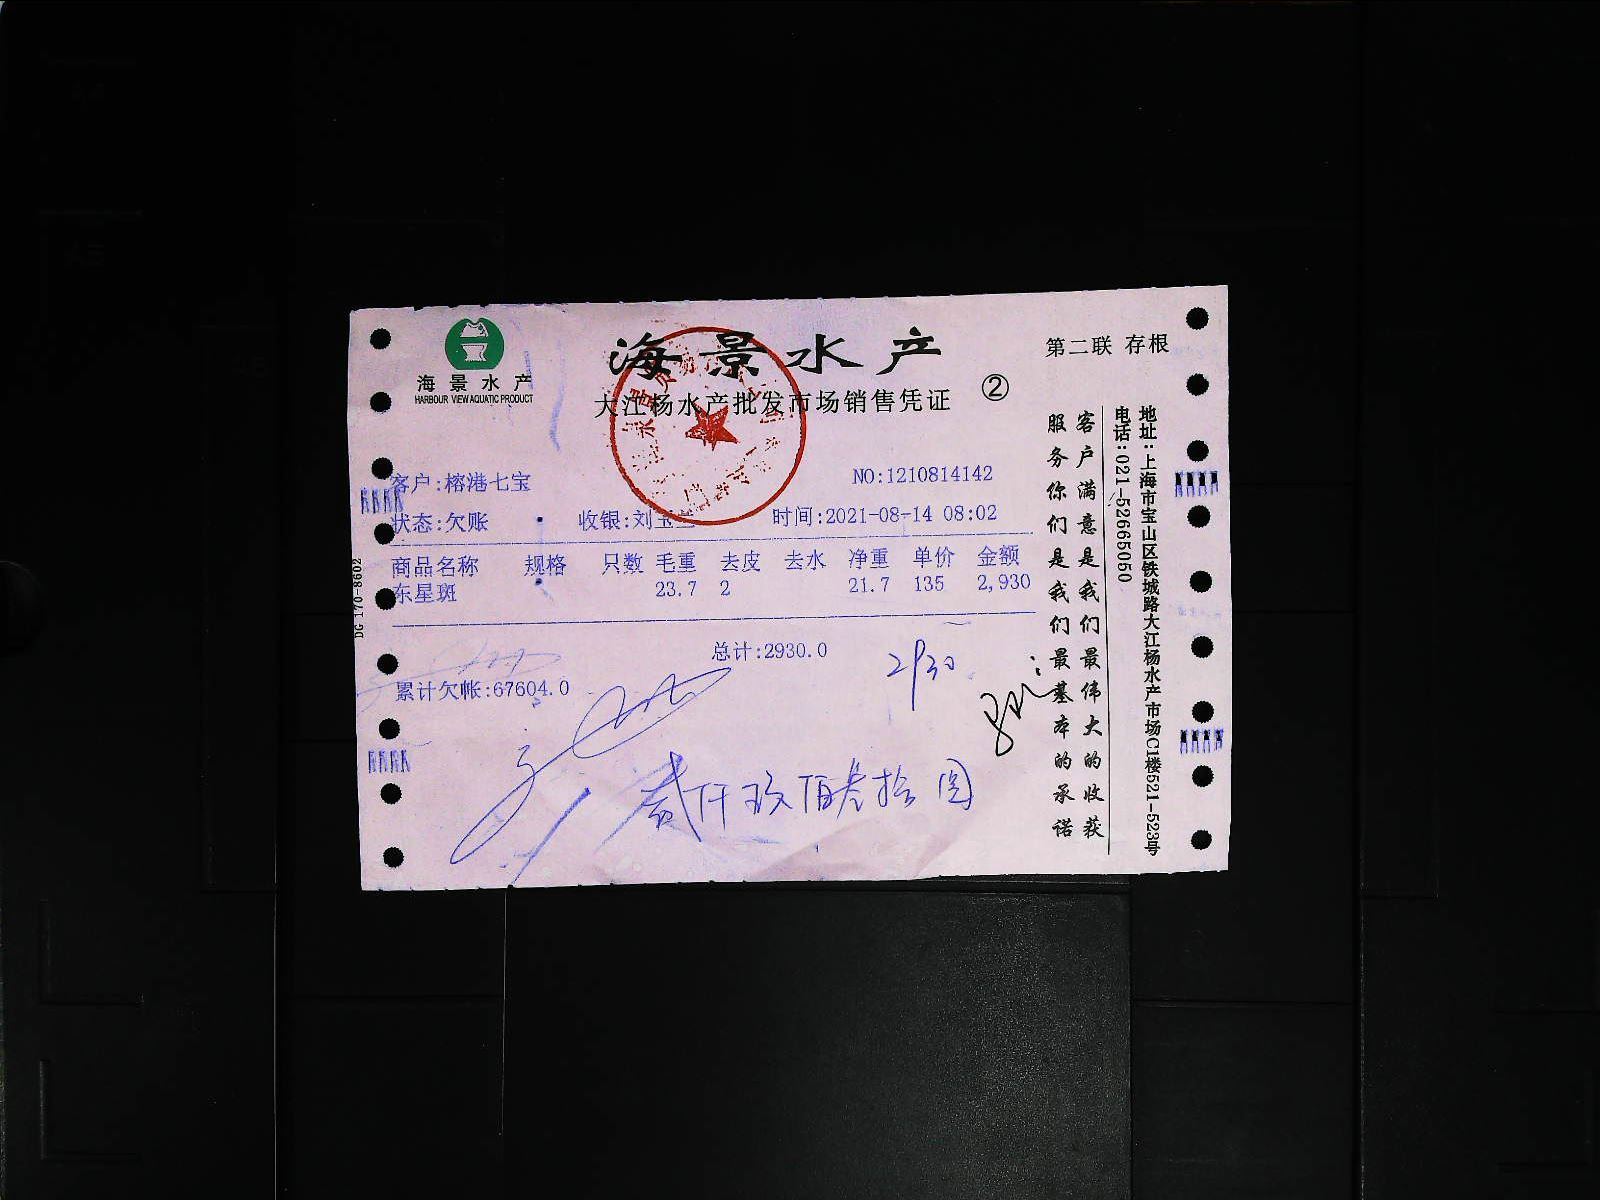 海景水产
HARBOUR VIEW AQUATIC PRODUCT
海景水产
大江杨水产批发市场销售凭证
②
第二联 存根
客户:榕港七宝
NO:1210814142
状态:欠账 收银:刘玉兰 时间:2021-08-14 08:02
商品名称 规格 只数 毛重 去皮 去水 净重 单价 金额
东星斑 23.7 2 21.7 135 2,930
总计:2930.0
2930
累计欠帐:67604.0
贰仟玖佰叁拾圆
DG 170-8602
客户满意是我们最伟大的收获
服务你们是我们最基本的承诺
地址:上海市宝山区铁城路大江杨水产市场C1楼521-523号
电话:021-52665050